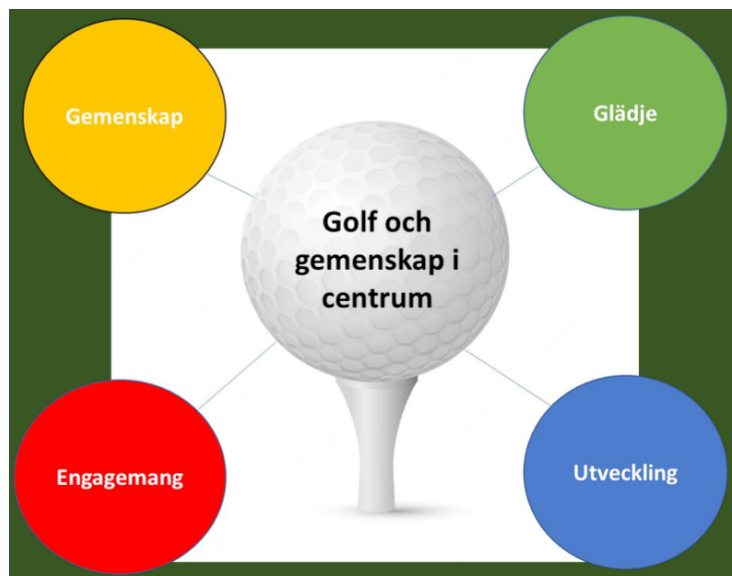 Gemenskap
Glädje
Golf och
gemenskap i
centrum
Engagemang
Utveckling